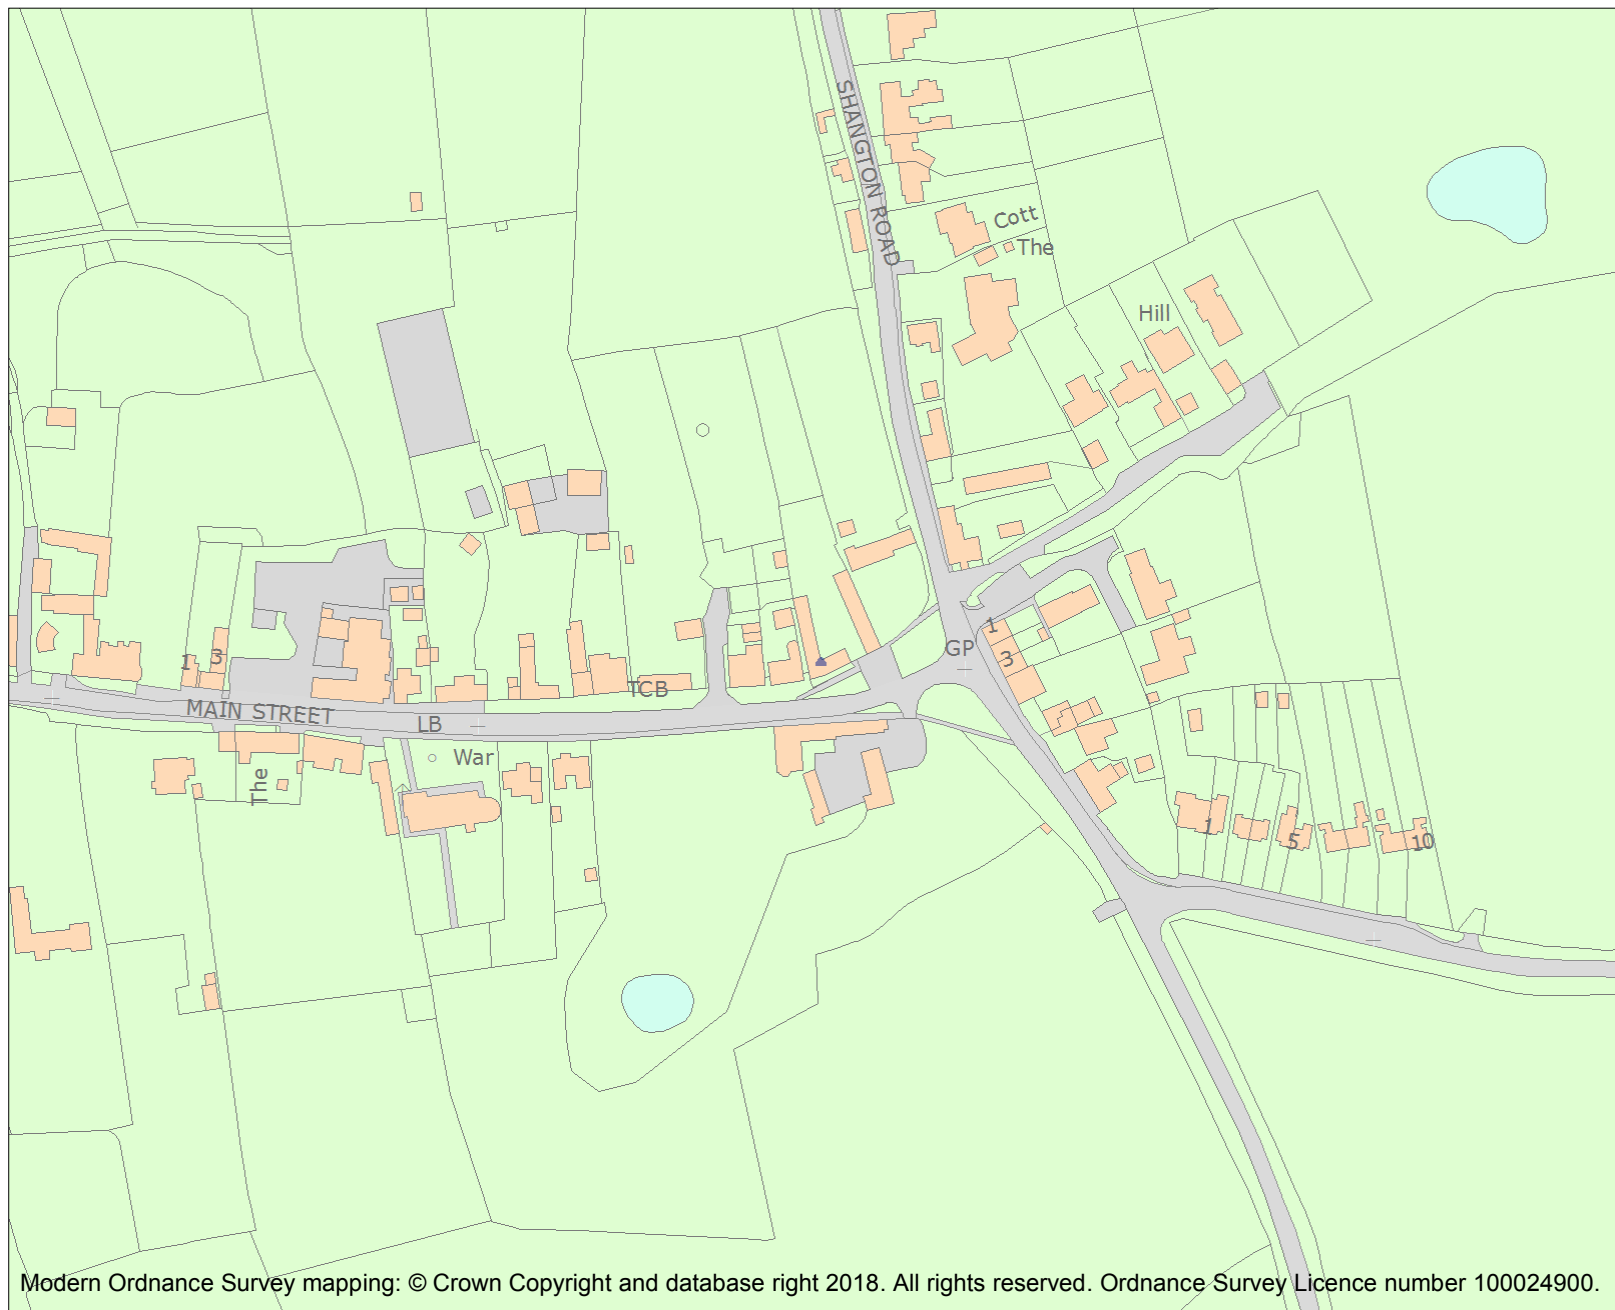 SHANGTON ROAD
Cott
The
Hill
1
3
GP
1
3
TCB
MAIN STREET
LB
War
The
1
5
10
Modern Ordnance Survey mapping: © Crown Copyright and database right 2018. All rights reserved. Ordnance Survey Licence number 100024900.